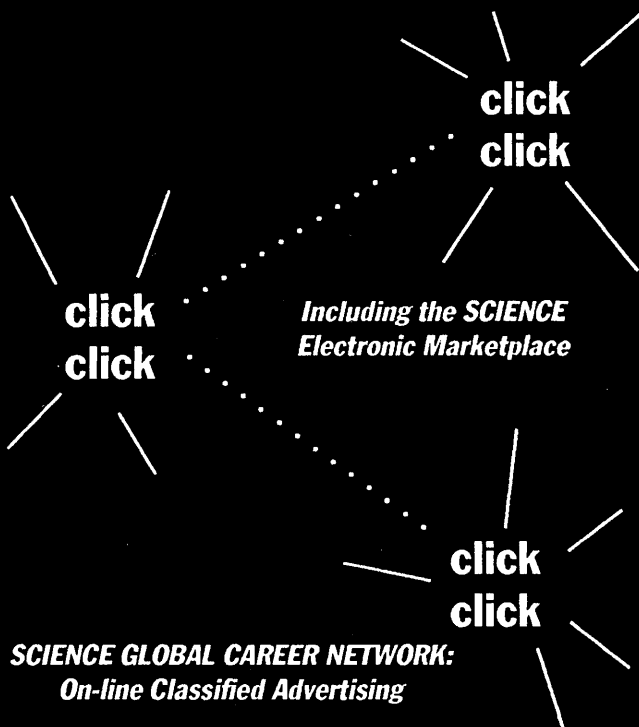 click
click
click
click
Including the SCIENCE
Electronic Marketplace
click
click
SCIENCE GLOBAL CAREER NETWORK:
On-line Classified Advertising